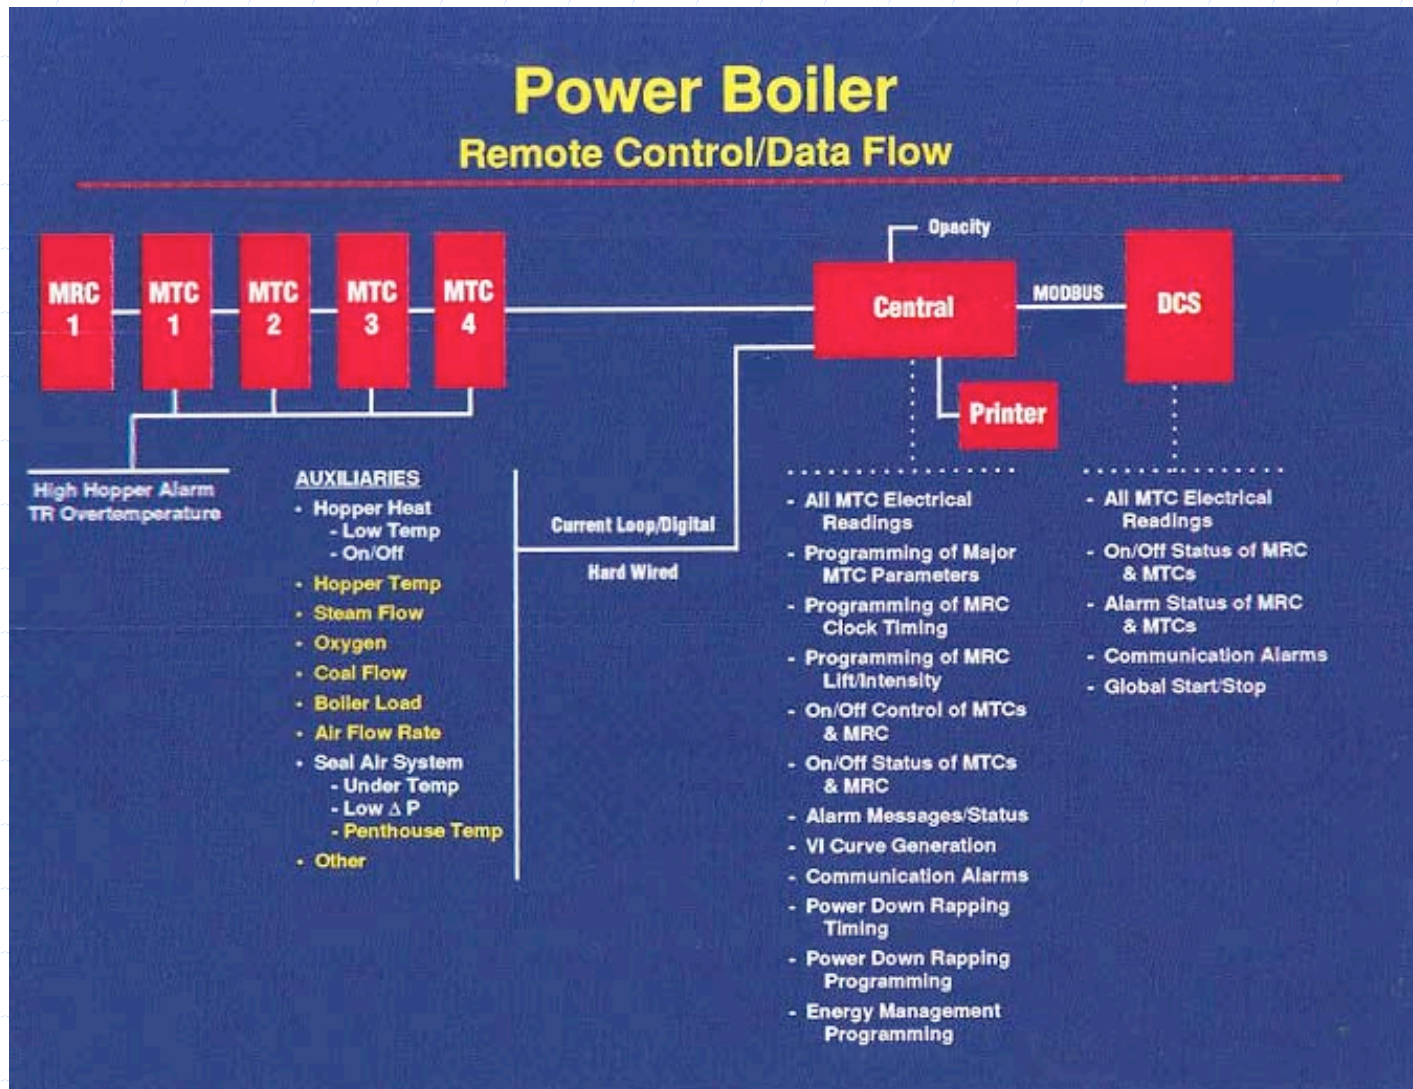 Power Boiler
Remote Control/Data Flow
Opacity
MRC
1
MTC
1
MTC
2
MTC
3
MTC
4
Central
MODBUS
DCS
Printer
High Hopper Alarm
TR Overtemperature
AUXILIARIES
- Hopper Heat
- Low Temp
- On/Off
- Hopper Temp
- Steam Flow
- Oxygen
- Coal Flow
- Boiler Load
- Air Flow Rate
- Seal Air System
- Under Temp
- Low Δ P
- Penthouse Temp
- Other
Current Loop/Digital
Hard Wired
- All MTC Electrical
Readings
- Programming of Major
MTC Parameters
- Programming of MRC
Clock Timing
- Programming of MRC
Lift/Intensity
- On/Off Control of MTCs
& MRC
- On/Off Status of MTCs
& MRC
- Alarm Messages/Status
- VI Curve Generation
- Communication Alarms
- Power Down Rapping
Timing
- Power Down Rapping
Programming
- Energy Management
Programming
- All MTC Electrical
Readings
- On/Off Status of MRC
& MTCs
- Alarm Status of MRC
& MTCs
- Communication Alarms
- Global Start/Stop